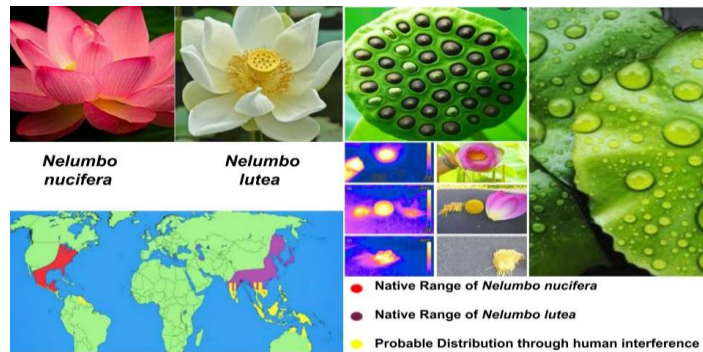 Nelumbo
nucifera
Nelumbo
lutea
Native Range of Nelumbo nucifera
Native Range of Nelumbo lutea
Probable Distribution through human interference